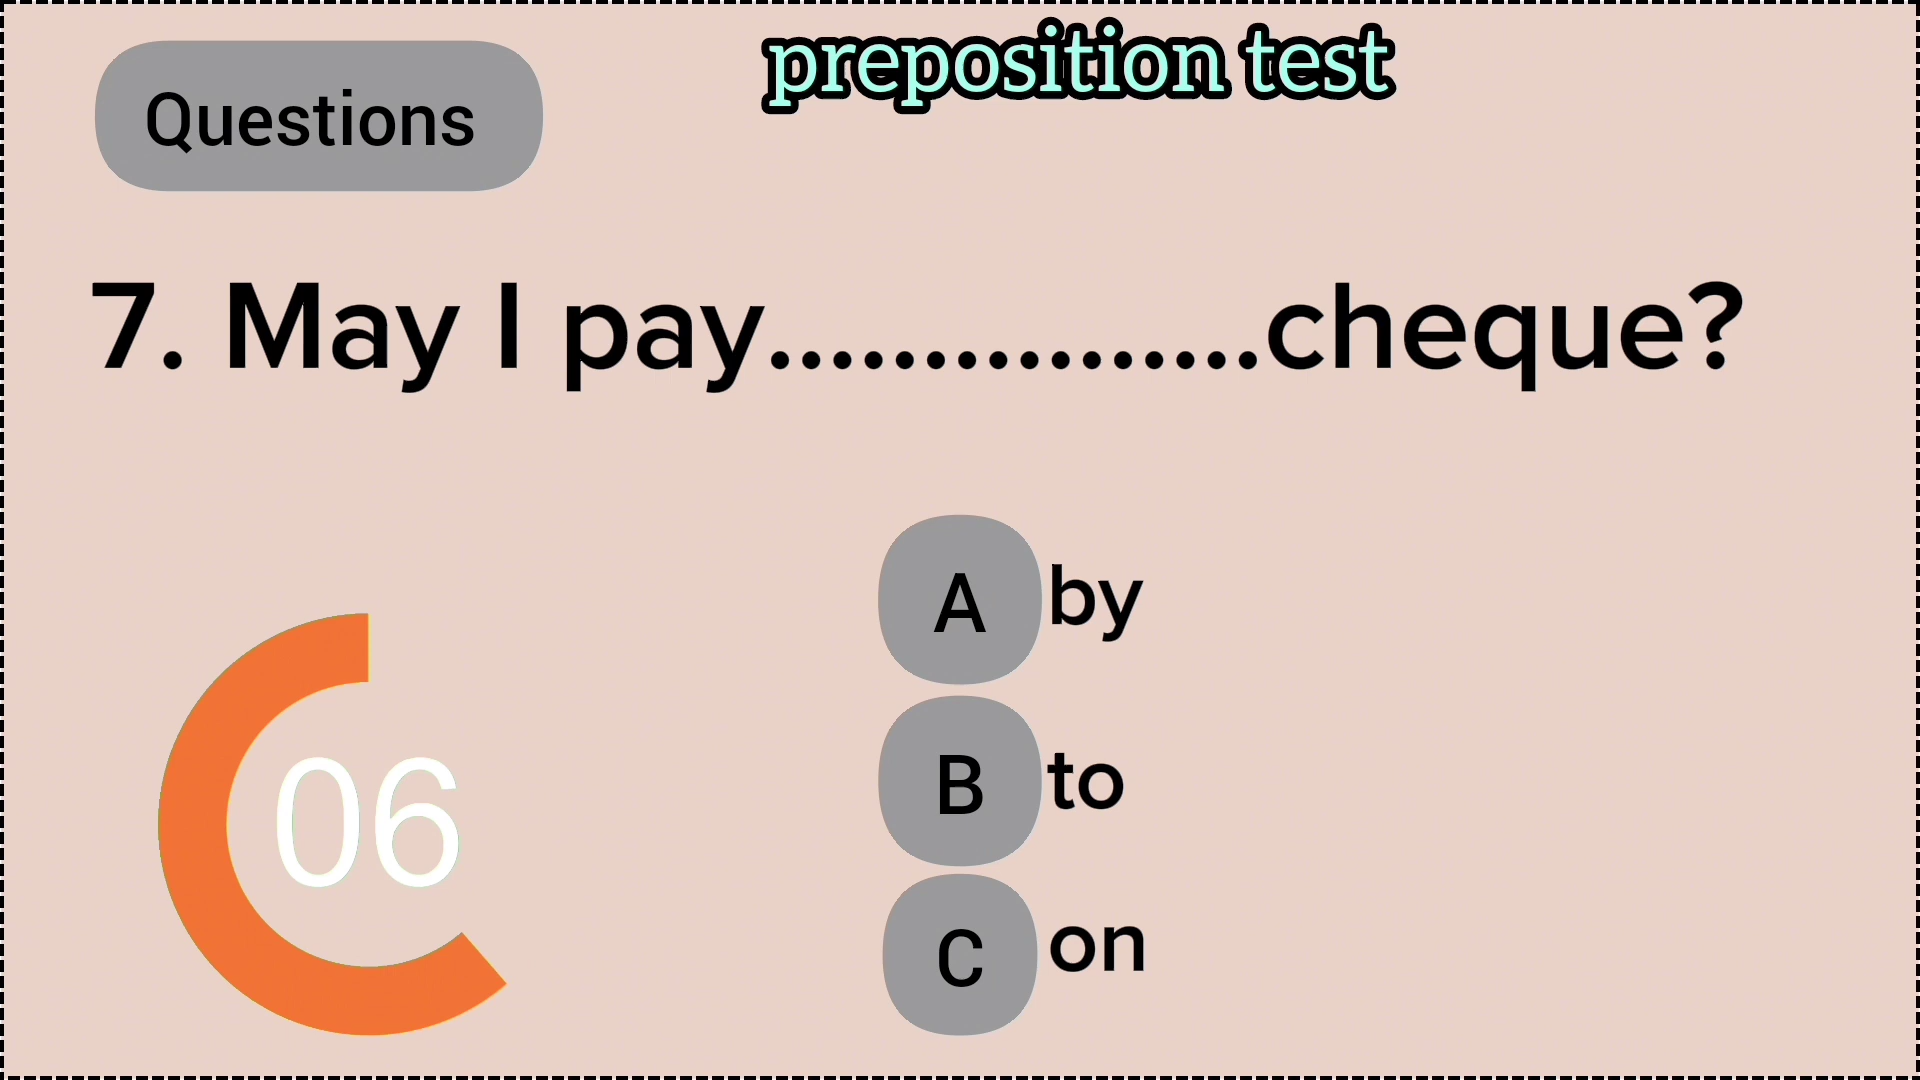 preposition test
Questions
7. May I pay................cheque?
A by
06
B to
C on